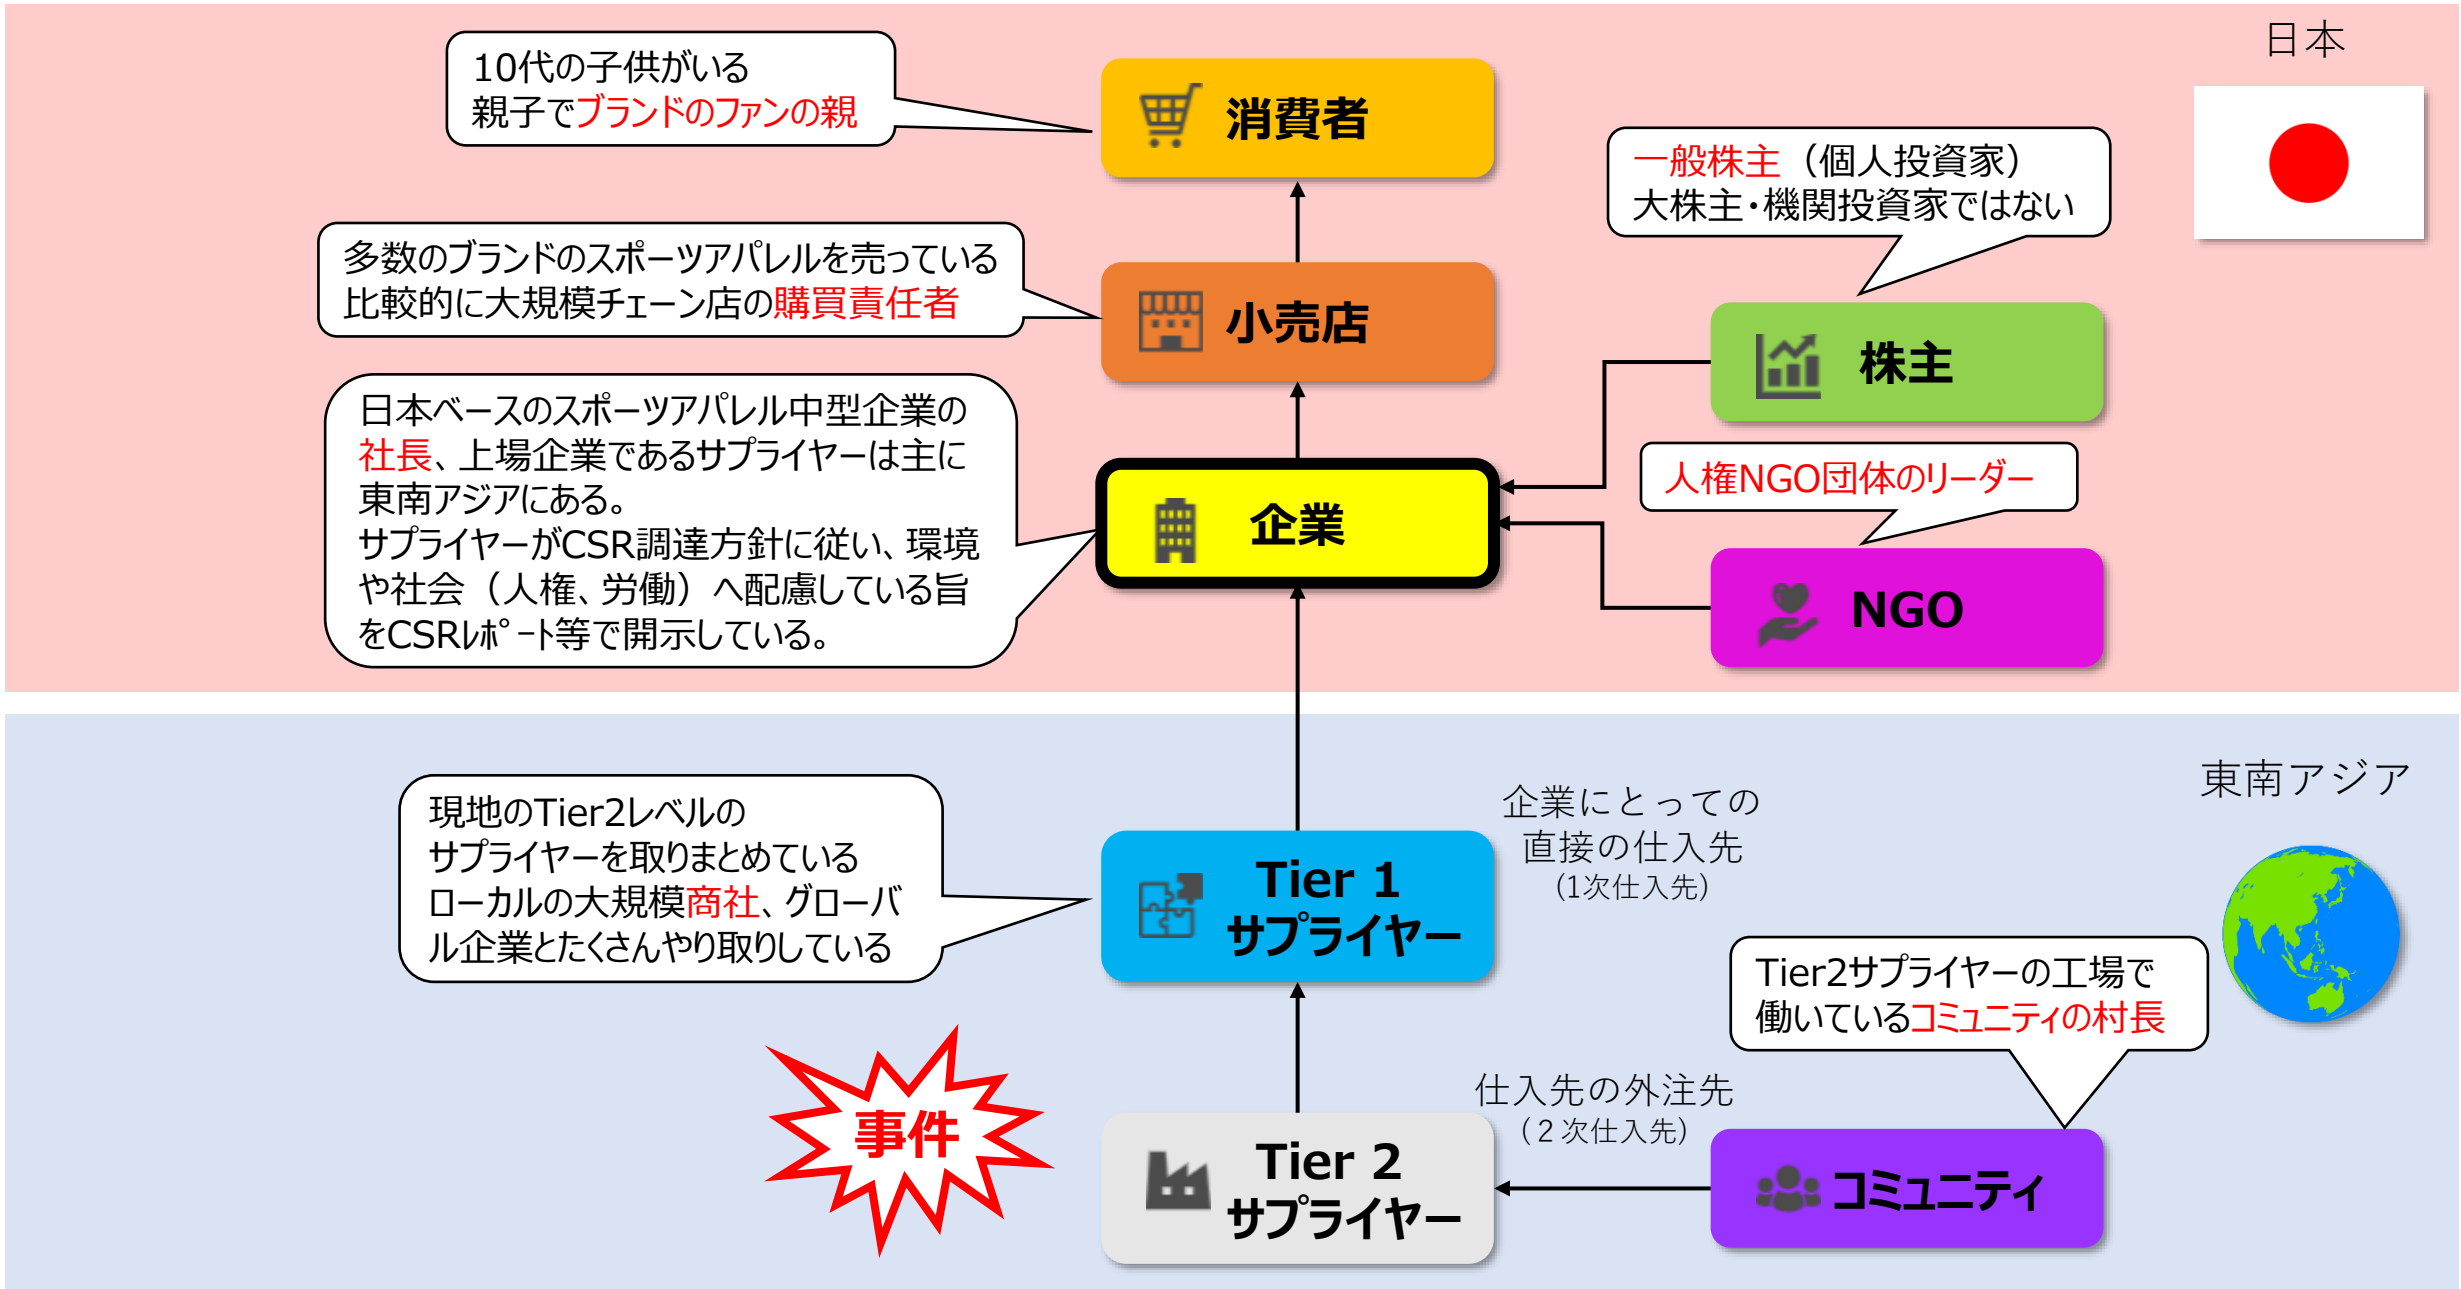 日本
10代の子供がいる
親子でブランドのファンの親
消費者
一般株主（個人投資家）
大株主・機関投資家ではない
多数のブランドのスポーツアパレルを売っている
比較的に大規模チェーン店の購買責任者
小売店
株主
日本ベースのスポーツアパレル中型企業の
社長、上場企業であるサプライヤーは主に
東南アジアにある。
サプライヤーがCSR調達方針に従い、環境
や社会（人権、労働）へ配慮している旨
をCSRﾚﾎﾟｰﾄ等で開示している。
企業
人権NGO団体のリーダー
NGO
東南アジア
現地のTier2レベルの
サプライヤーを取りまとめている
ローカルの大規模商社、グローバ
ル企業とたくさんやり取りしている
Tier 1
サプライヤー
企業にとっての
直接の仕入先
(1次仕入先)
Tier2サプライヤーの工場で
働いているコミュニティの村長
事件
Tier 2
サプライヤー
仕入先の外注先
(２次仕入先)
コミュニティ